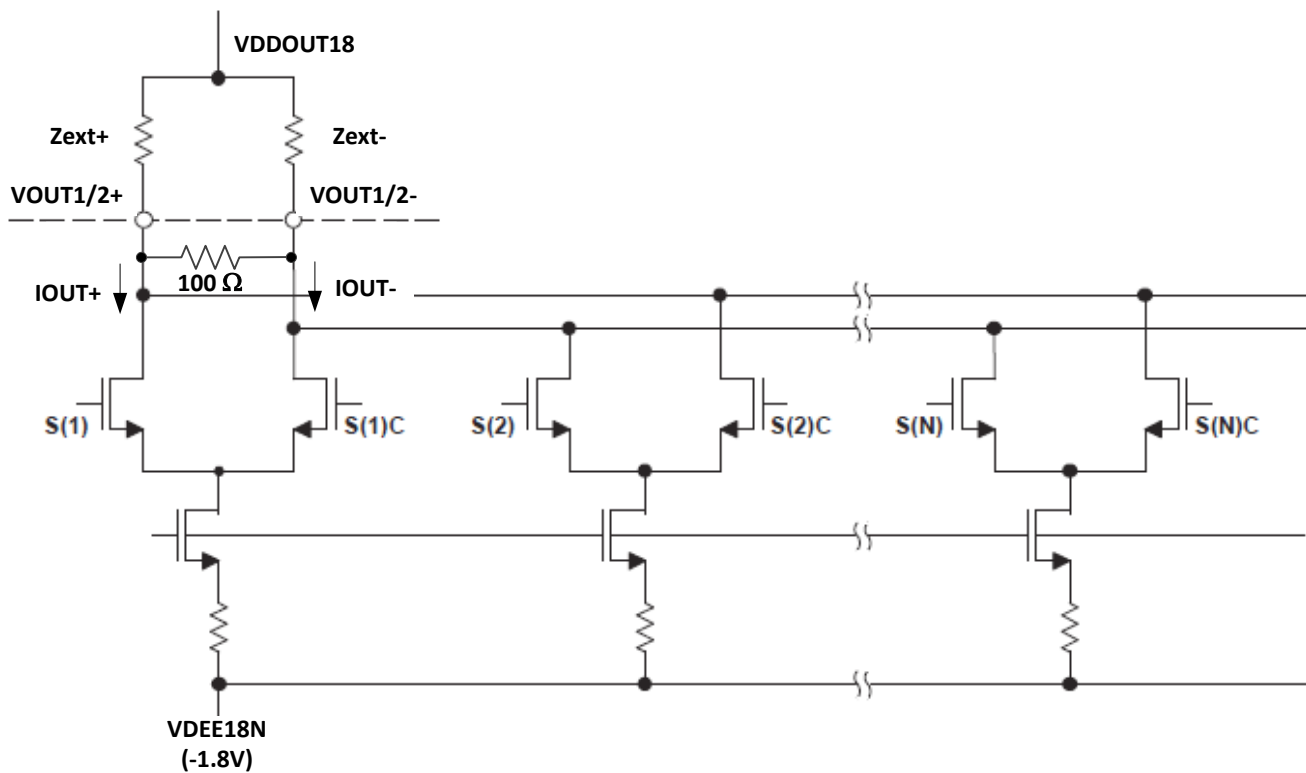 VDDOUT18
Zext+ Zext-
VOUT1/2+ VOUT1/2-
100 Ω
IOUT+ IOUT-
S(1) S(1)C S(2) S(2)C S(N) S(N)C
VDEE18N
(-1.8V)